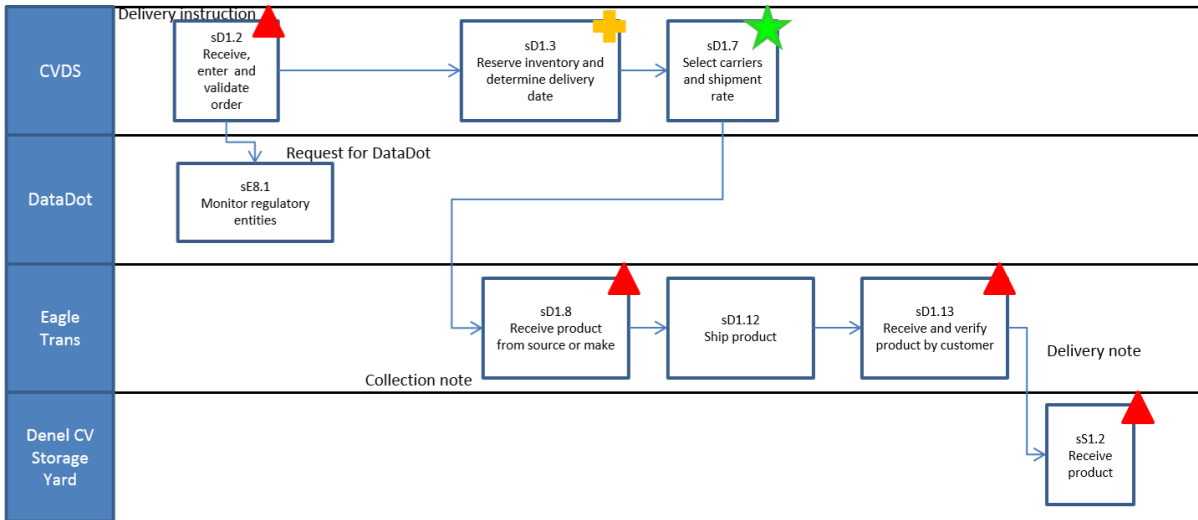 Delivery instruction
CVDS
sD1.2
Receive,
enter and
validate
order
sD1.3
Reserve inventory and
determine delivery
date
sD1.7
Select carriers
and shipment
rate
DataDot
Request for DataDot
sE8.1
Monitor regulatory
entities
Eagle
Trans
sD1.8
Receive product
from source or make
sD1.12
Ship product
sD1.13
Receive and verify
product by customer
Delivery note
Collection note
Denel CV
Storage
Yard
sS1.2
Receive
product